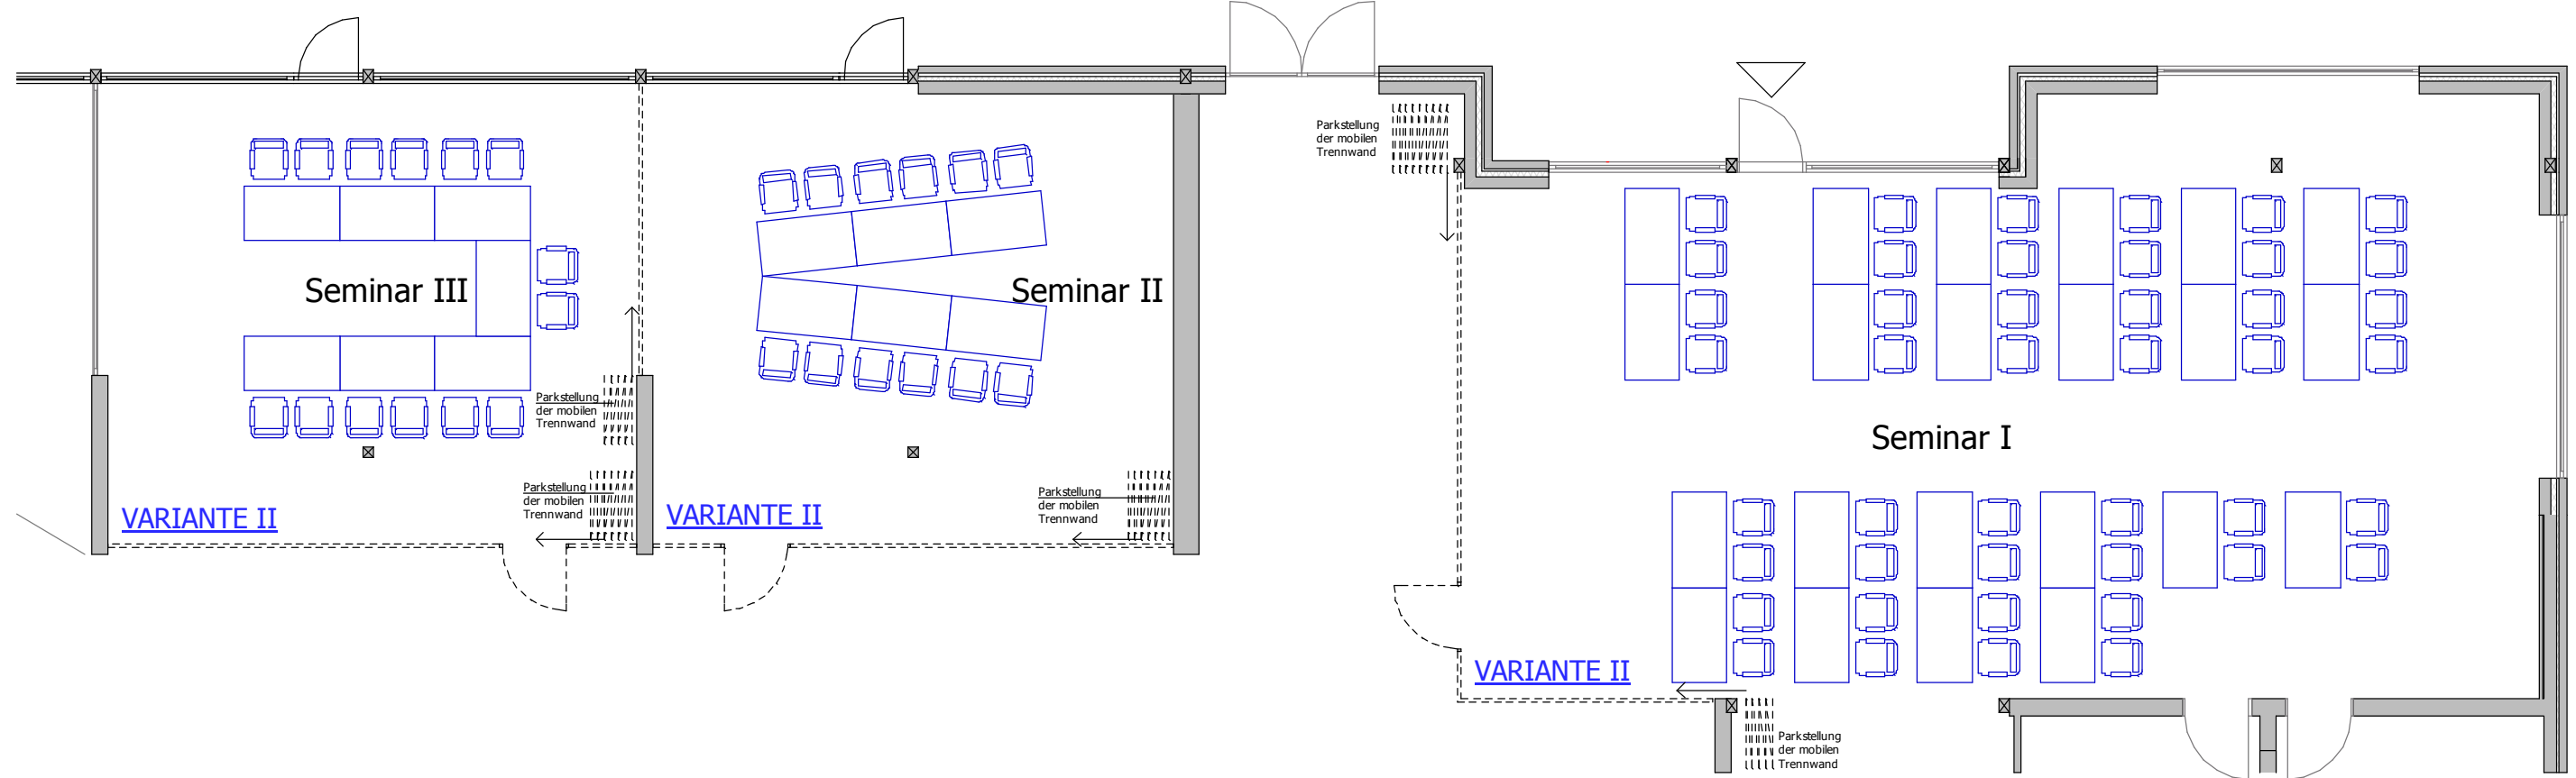 Parkstellung
der mobilen
Trennwand
Seminar III
Seminar II
Parkstellung
der mobilen
Trennwand
Seminar I
Parkstellung
der mobilen
Trennwand
Parkstellung
der mobilen
Trennwand
VARIANTE II
VARIANTE II
VARIANTE II
Parkstellung
der mobilen
Trennwand